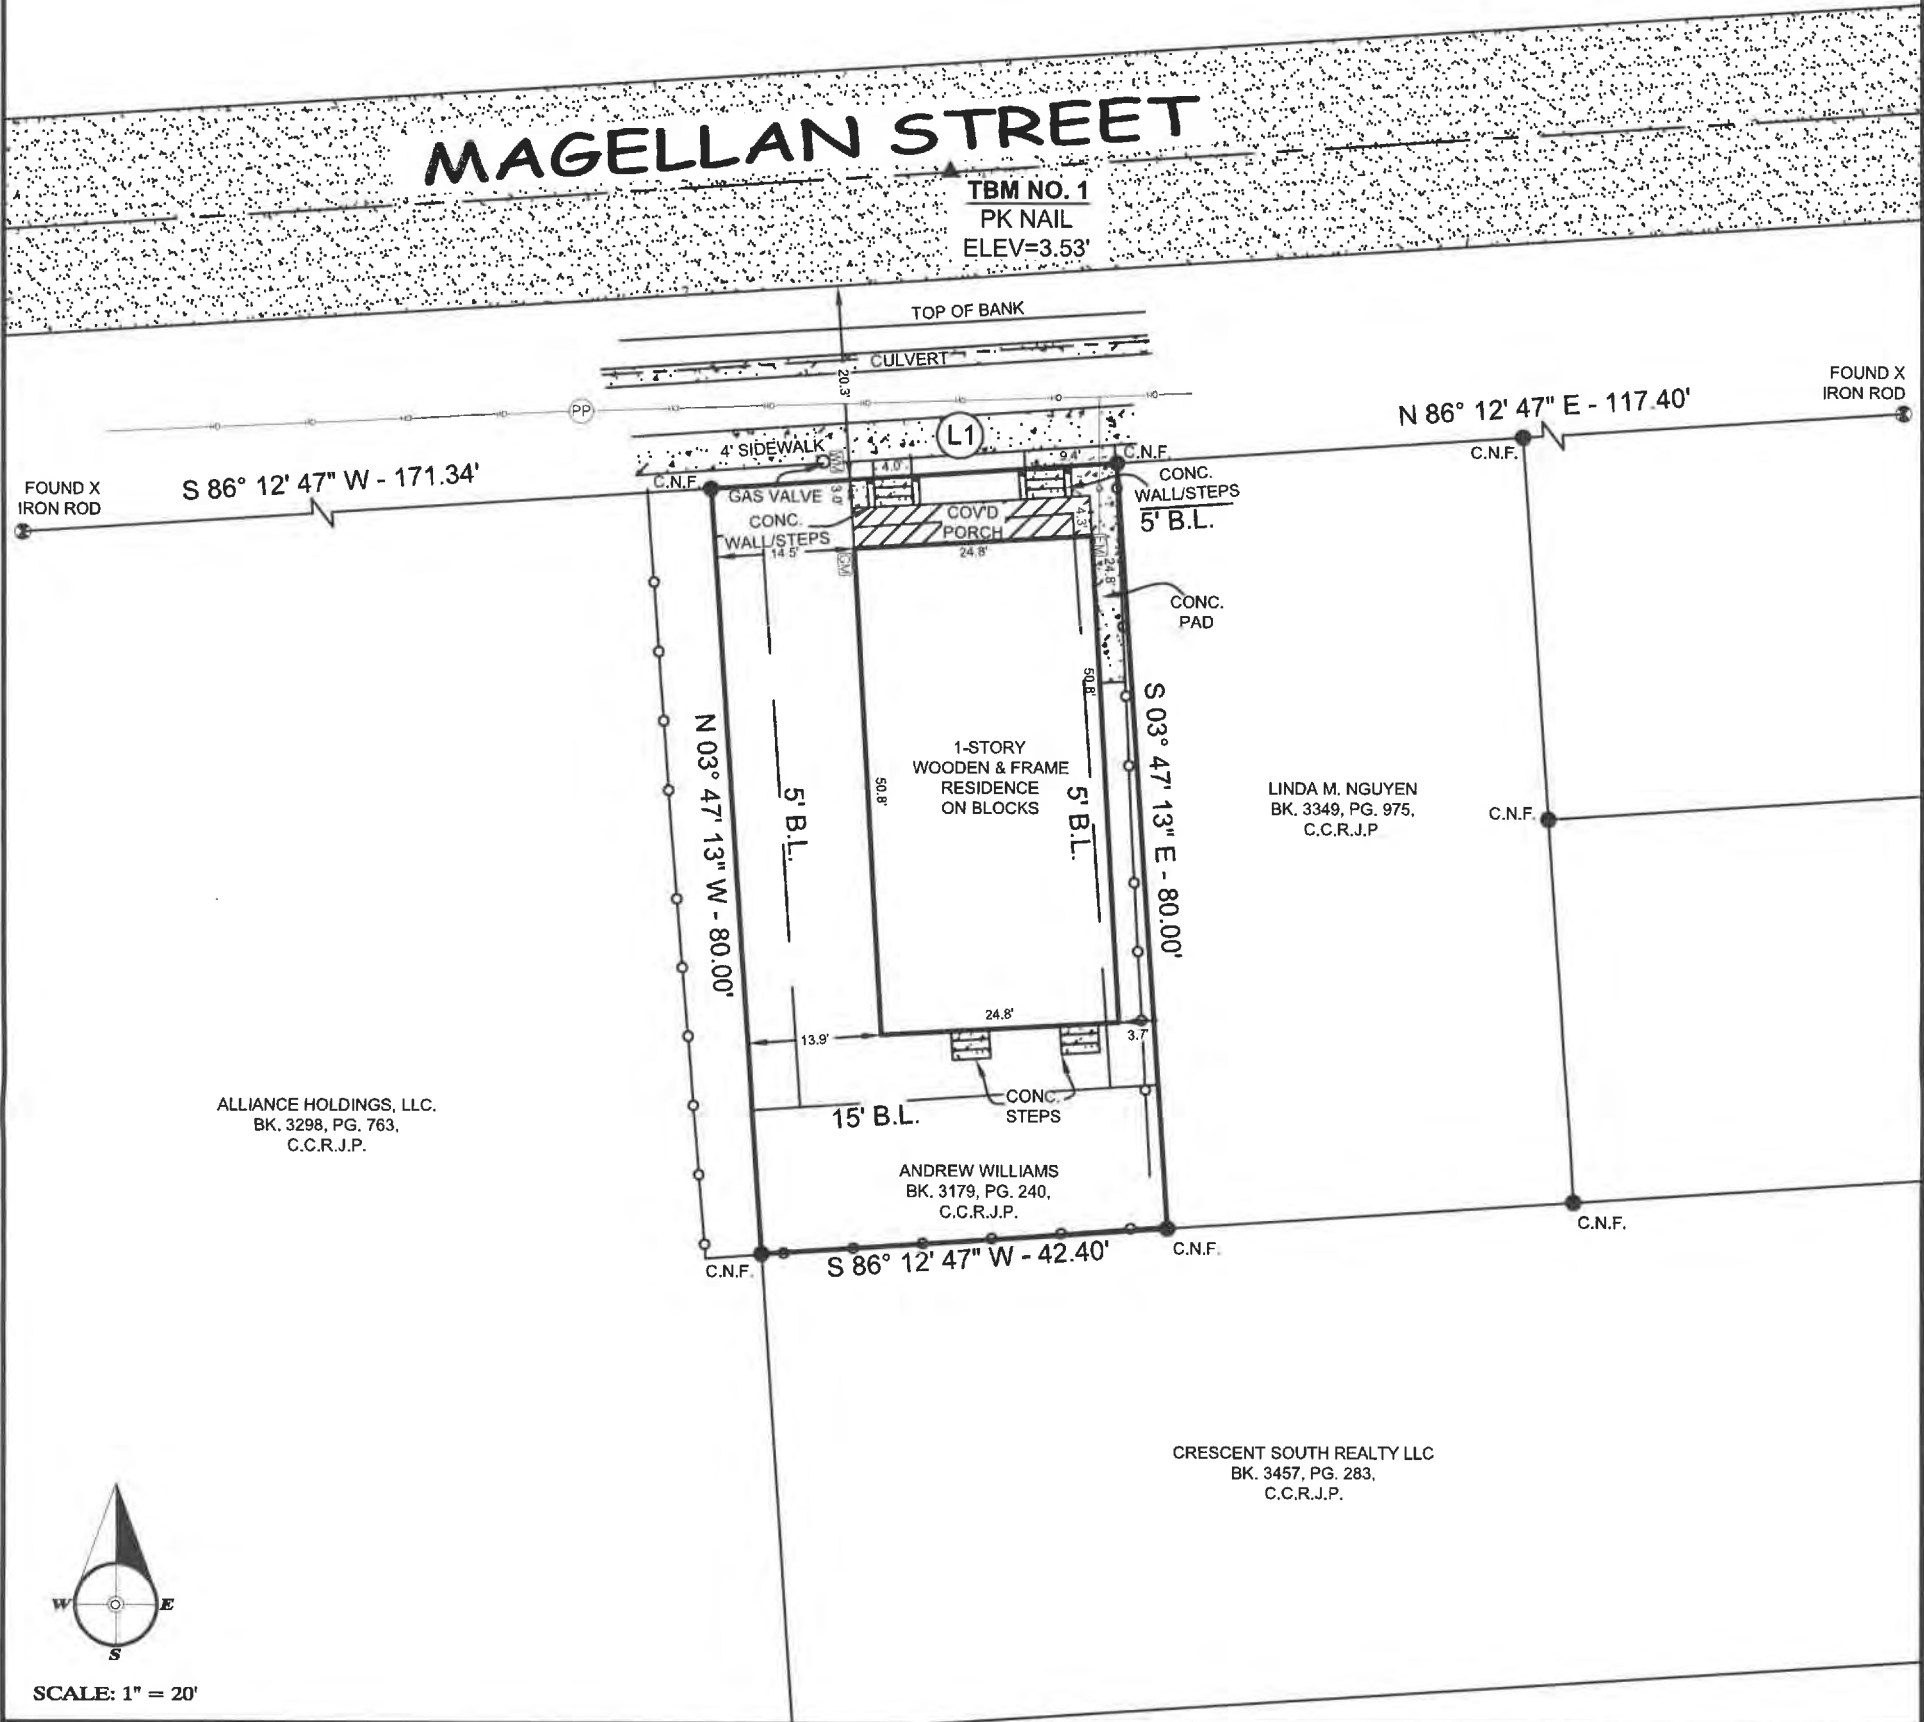 MAGELLAN STREET
TBM NO. 1
PK NAIL
ELEV=3.53'
TOP OF BANK
CULVERT
20.3'
PP
L1
4' SIDEWALK
FOUND X
IRON ROD
N 86° 12' 47" E - 117.40'
C.N.F.
FOUND X
IRON ROD
S 86° 12' 47" W - 171.34'
C.N.F.
C.N.F.
WM
GAS VALVE
3.0'
4.0'
9.4'
CONC.
WALL/STEPS
5' B.L.
CONC.
WALL/STEPS
COV'D
PORCH
4.3'
14.5'
GM
24.8'
EM
24.8'
CONC.
PAD
50.8'
N 03° 47' 13" W - 80.00'
5' B.L.
50.8'
1-STORY
WOODEN & FRAME
RESIDENCE
ON BLOCKS
5' B.L.
S 03° 47' 13" E - 80.00'
LINDA M. NGUYEN
BK. 3349, PG. 975,
C.C.R.J.P
C.N.F.
24.8'
13.9'
3.7'
CONC.
STEPS
15' B.L.
ALLIANCE HOLDINGS, LLC.
BK. 3298, PG. 763,
C.C.R.J.P.
ANDREW WILLIAMS
BK. 3179, PG. 240,
C.C.R.J.P.
C.N.F.
S 86° 12' 47" W - 42.40'
C.N.F.
C.N.F.
CRESCENT SOUTH REALTY LLC
BK. 3457, PG. 283,
C.C.R.J.P.
W
E
S
SCALE: 1" = 20'